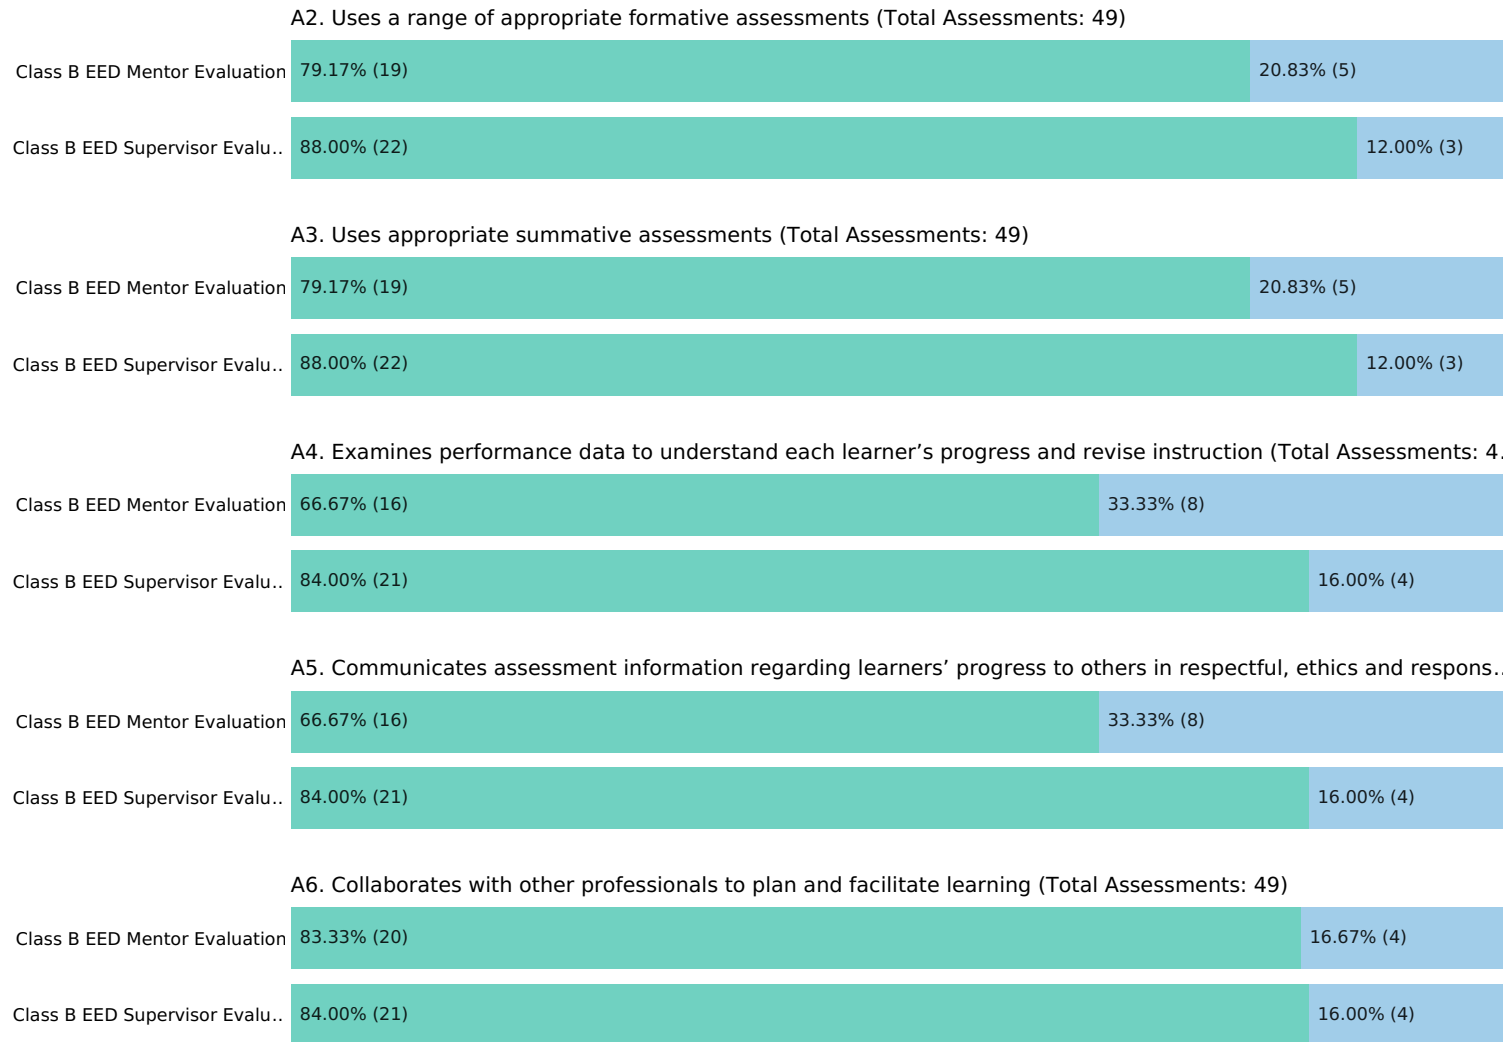 A2. Uses a range of appropriate formative assessments (Total Assessments: 49)
Class B EED Mentor Evaluation 79.17% (19) 20.83% (5)
Class B EED Supervisor Evalu.. 88.00% (22) 12.00% (3)
A3. Uses appropriate summative assessments (Total Assessments: 49)
Class B EED Mentor Evaluation 79.17% (19) 20.83% (5)
Class B EED Supervisor Evalu.. 88.00% (22) 12.00% (3)
A4. Examines performance data to understand each learner’s progress and revise instruction (Total Assessments: 4.
Class B EED Mentor Evaluation 66.67% (16) 33.33% (8)
Class B EED Supervisor Evalu.. 84.00% (21) 16.00% (4)
A5. Communicates assessment information regarding learners’ progress to others in respectful, ethics and respons..
Class B EED Mentor Evaluation 66.67% (16) 33.33% (8)
Class B EED Supervisor Evalu.. 84.00% (21) 16.00% (4)
A6. Collaborates with other professionals to plan and facilitate learning (Total Assessments: 49)
Class B EED Mentor Evaluation 83.33% (20) 16.67% (4)
Class B EED Supervisor Evalu.. 84.00% (21) 16.00% (4)